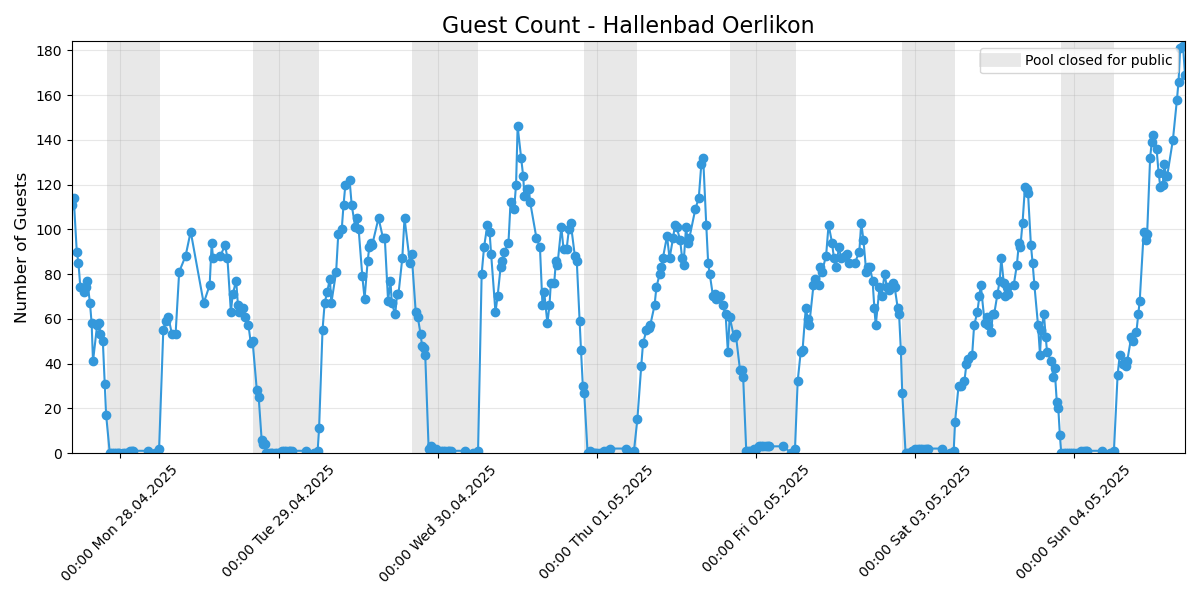 Guest Count - Hallenbad Oerlikon
Pool closed for public
Number of Guests
180
160
140
120
100
80
60
40
20
0
00:00 Mon 28.04.2025
00:00 Tue 29.04.2025
00:00 Wed 30.04.2025
00:00 Thu 01.05.2025
00:00 Fri 02.05.2025
00:00 Sat 03.05.2025
00:00 Sun 04.05.2025